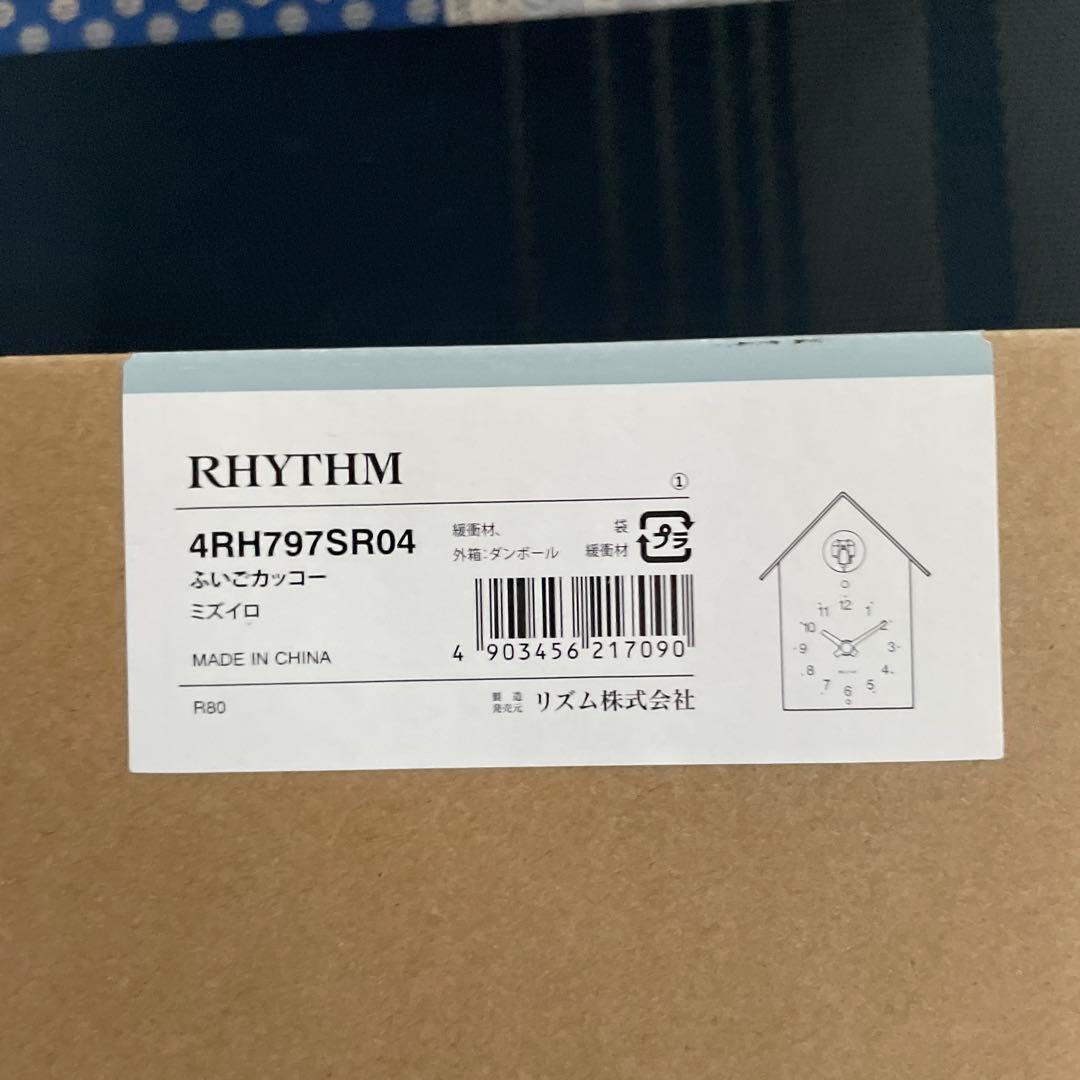 RHYTHM
①
4RH797SR04
ふいごカッコー
ミズイロ
緩衝材、
外箱:ダンボール
袋
緩衝材
プラ
4 903456 217090
MADE IN CHINA
R80
製造
発売元
リズム株式会社
11 12 1
10 2
9 3
8 4
7 6 5